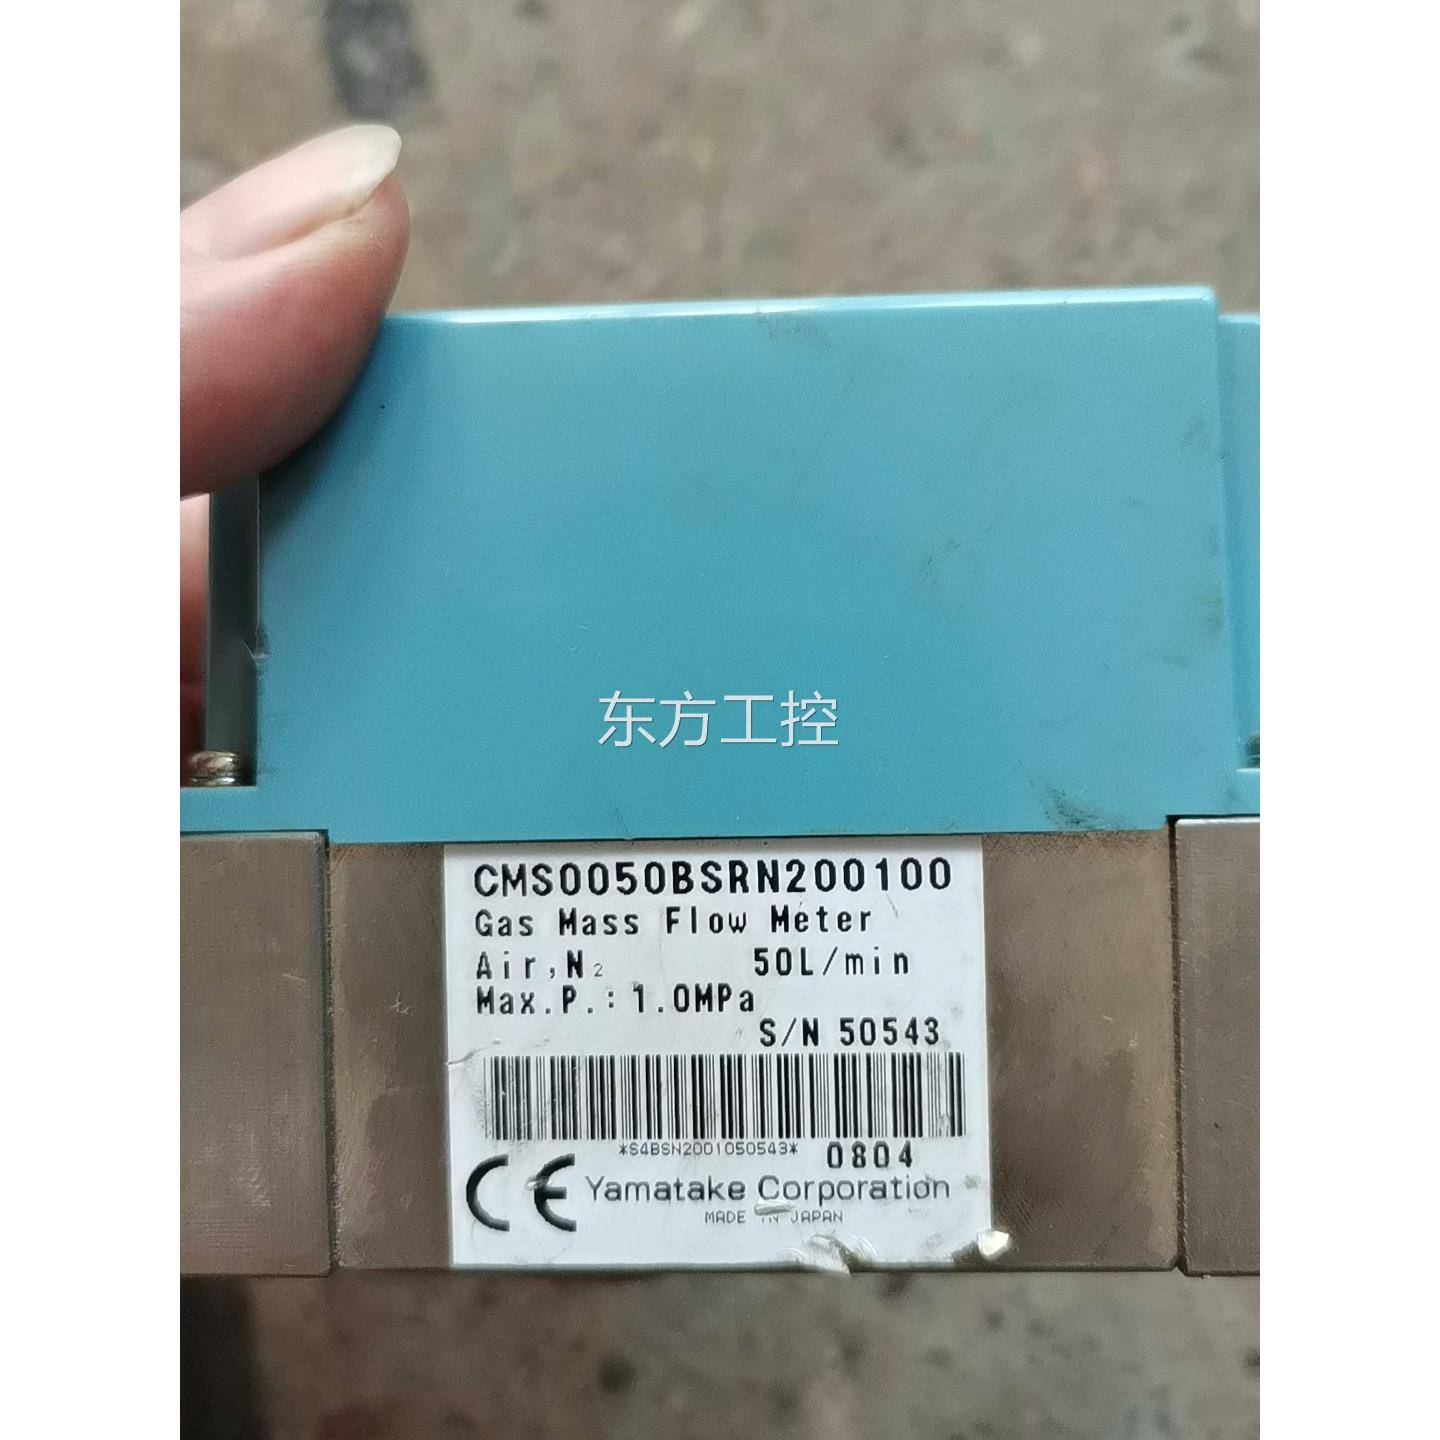 东方工控
CMS0050BSRN200100
Gas Mass Flow Meter
Air,N₂ 50L/min
Max.P.:1.0MPa
S/N 50543
*S4BSN2001050543* 0804
CE Yamatake Corporation
MADE IN JAPAN